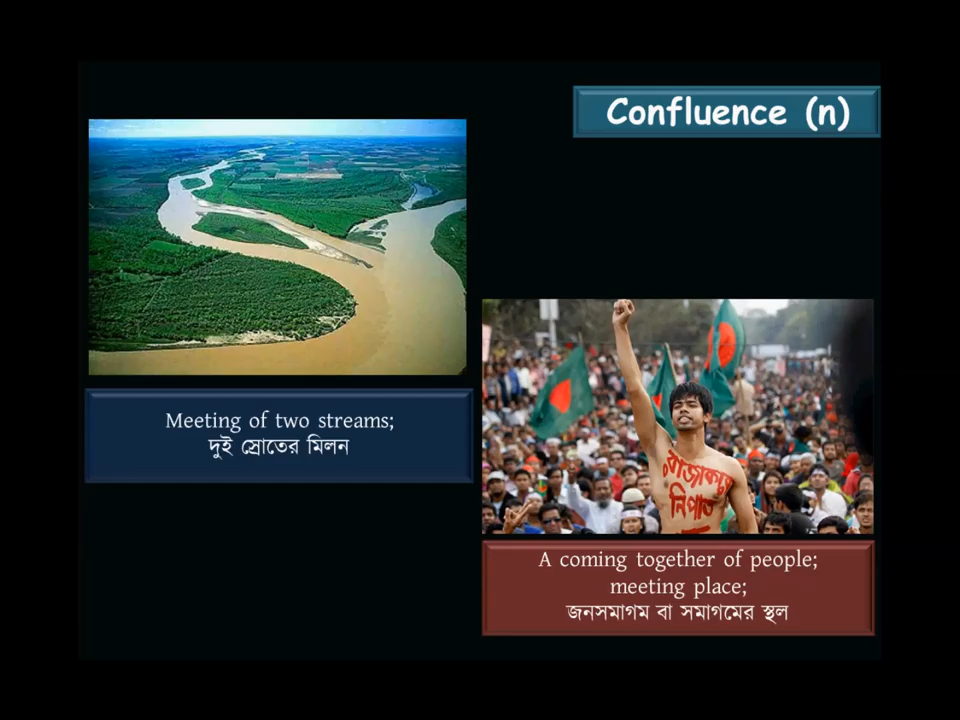 Confluence (n)
Meeting of two streams;
দুই স্রোতের মিলন
রাজাকার
নিপাত
A coming together of people;
meeting place;
জনসমাগম বা সমাগমের স্থল